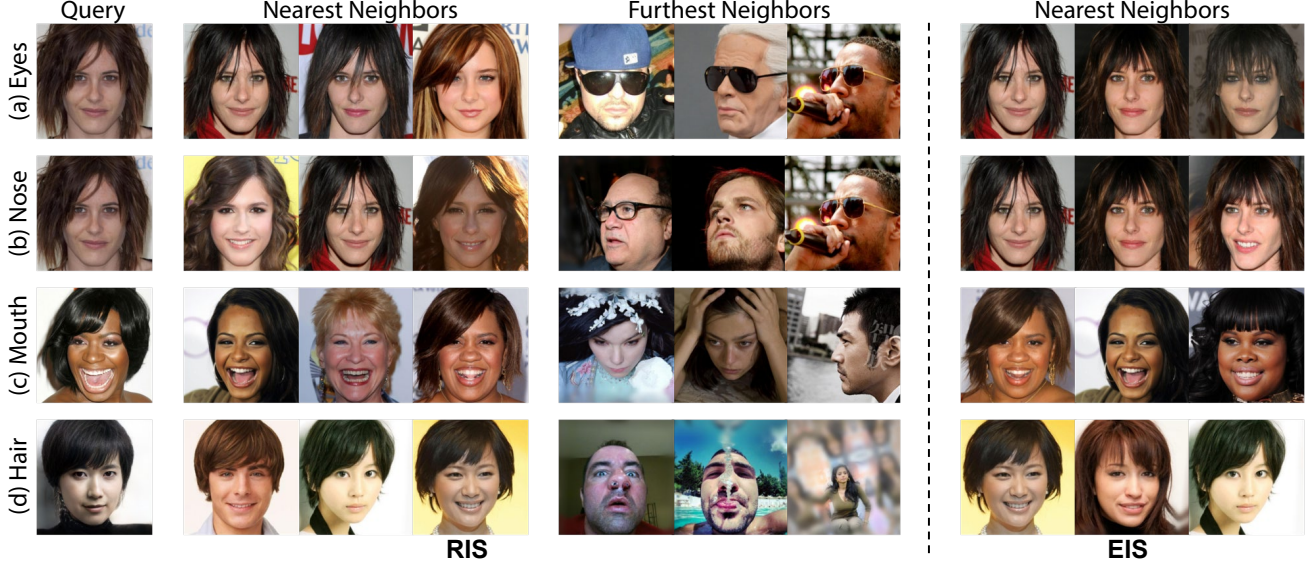 Query
Nearest Neighbors
Furthest Neighbors
Nearest Neighbors
(a) Eyes
(b) Nose
(c) Mouth
(d) Hair
RIS
EIS